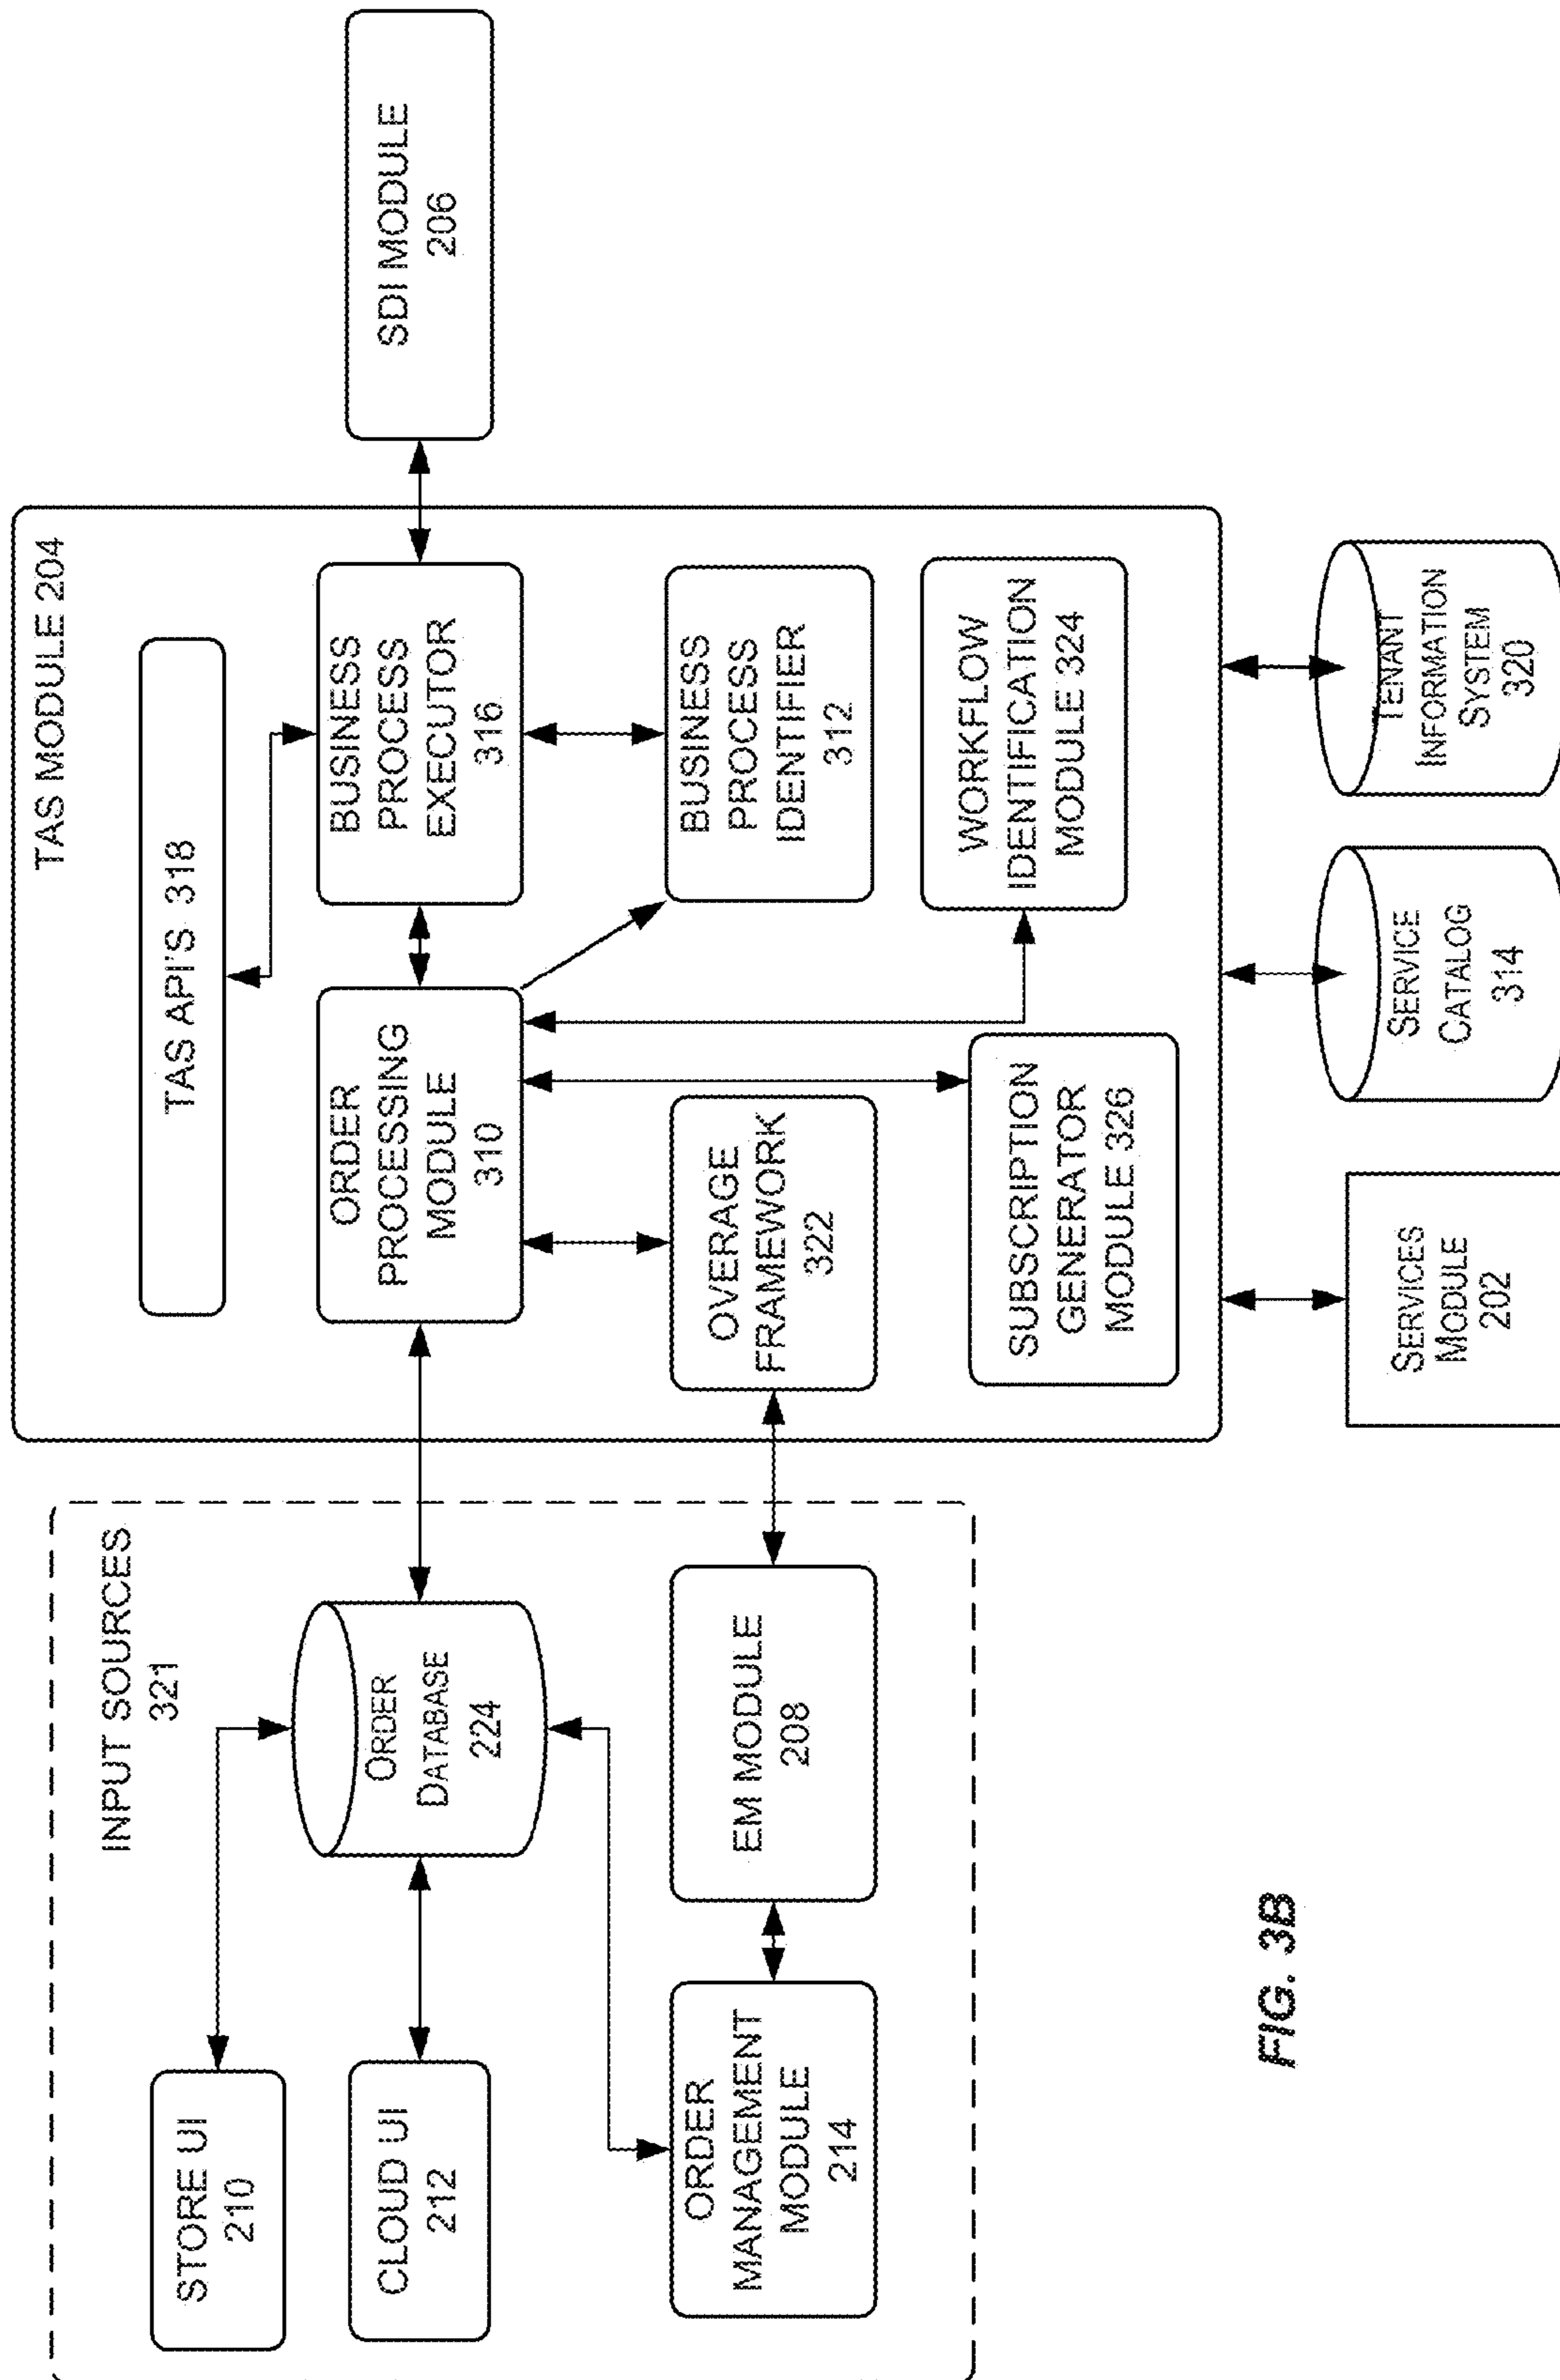 INPUT SOURCES
321
STORE UI
210
CLOUD UI
212
ORDER
DATABASE
224
ORDER
MANAGEMENT
MODULE
214
EM MODULE
208
TAS MODULE 204
TAS API'S 318
ORDER
PROCESSING
MODULE
310
BUSINESS
PROCESS
EXECUTOR
316
OVERAGE
FRAMEWORK
322
BUSINESS
PROCESS
IDENTIFIER
312
SUBSCRIPTION
GENERATOR
MODULE 326
WORKFLOW
IDENTIFICATION
MODULE 324
SDI MODULE
206
SERVICES
MODULE
202
SERVICE
CATALOG
314
TENANT
INFORMATION
SYSTEM
320
FIG. 3B